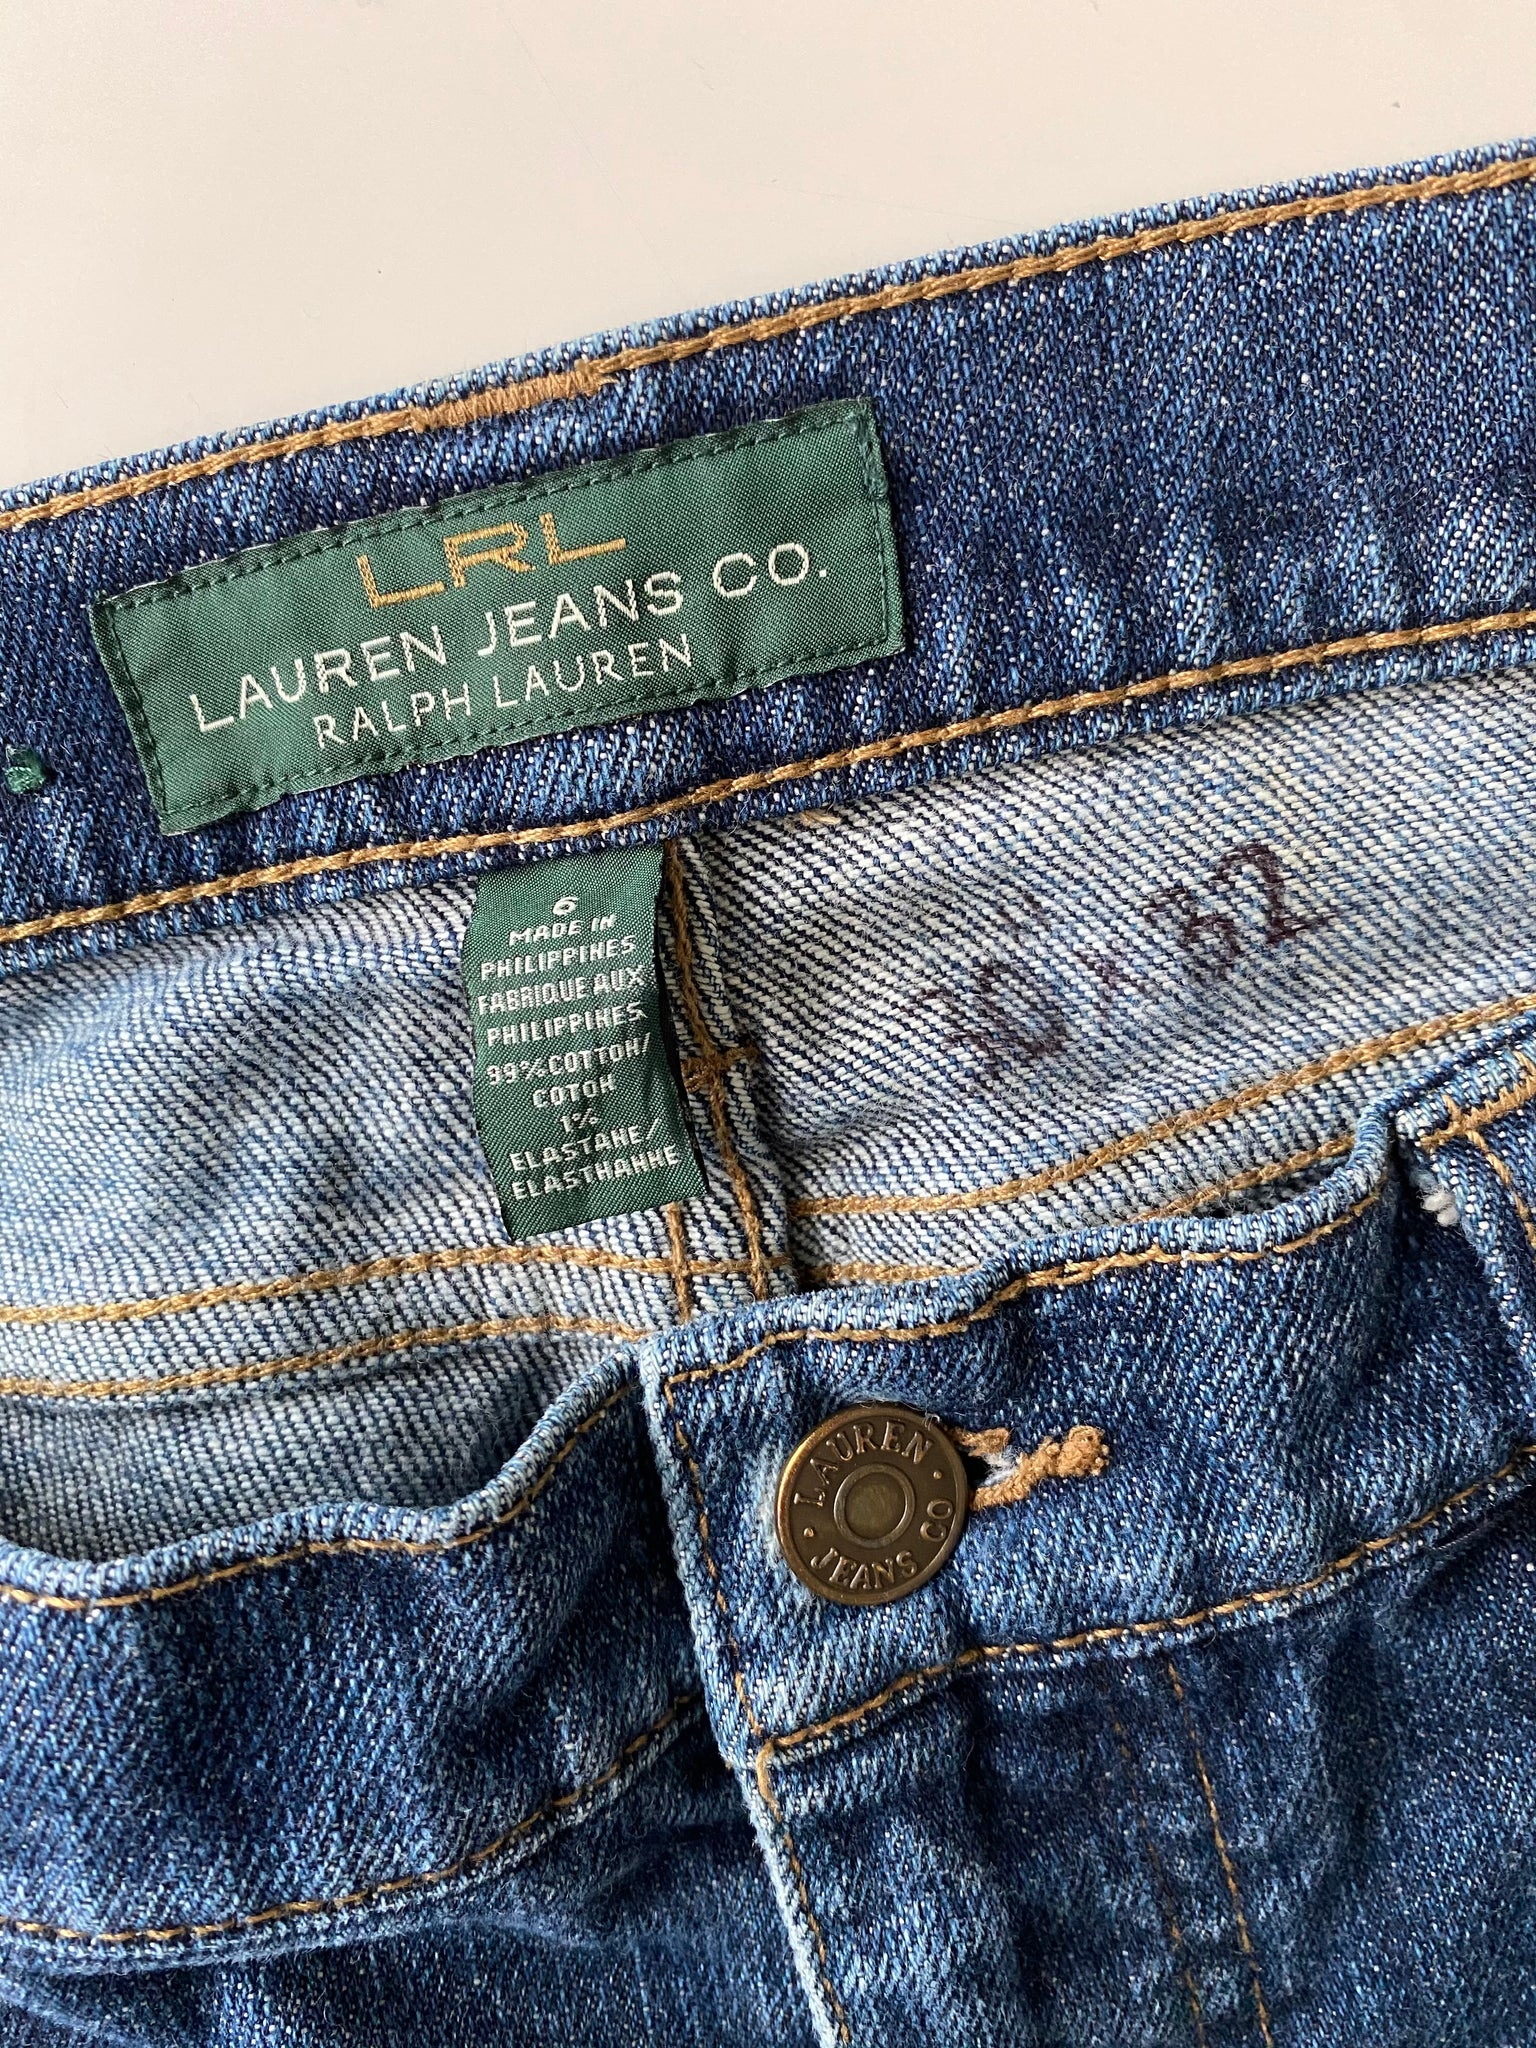 LRL
LAUREN JEANS CO.
RALPH LAUREN
6
MADE IN
PHILIPPINES
FABRIQUE AUX
PHILIPPINES
99% COTTON/
COTON
1%
ELASTANE/
ELASTHANNE
LAUREN
JEANS CO